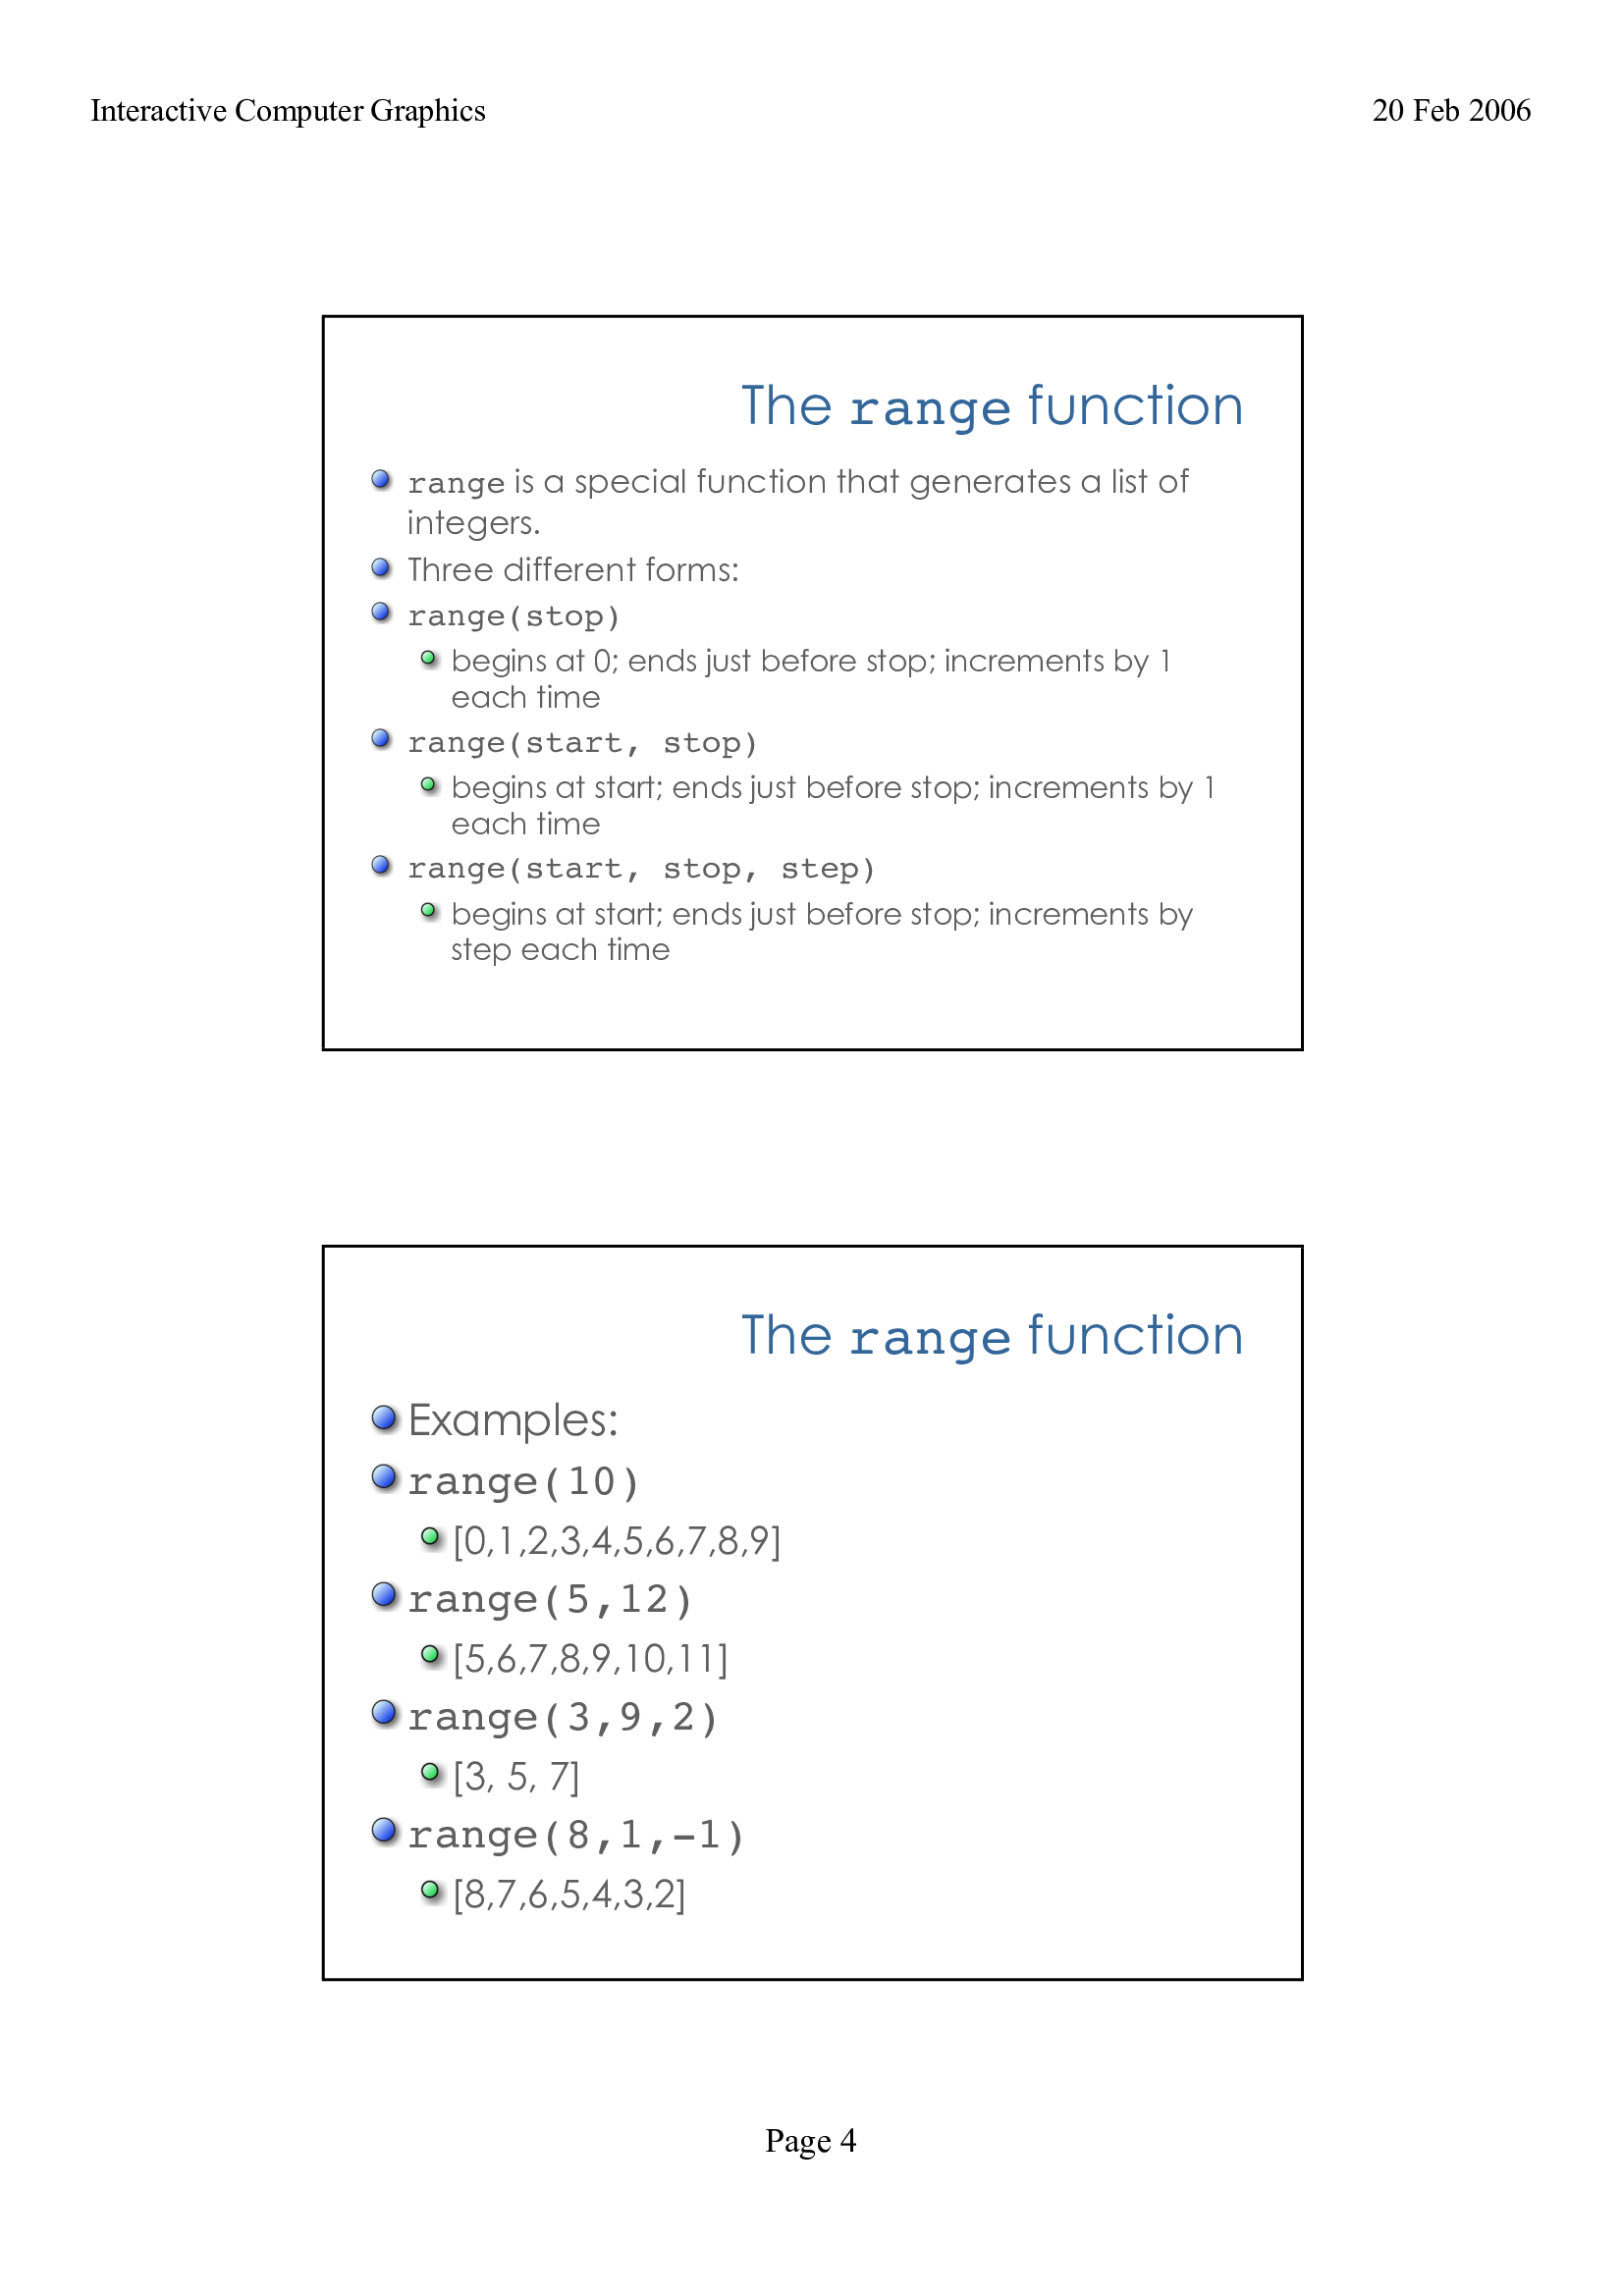 Interactive Computer Graphics
20 Feb 2006
The range function
range is a special function that generates a list of
integers.
Three different forms:
range(stop)
begins at 0; ends just before stop; increments by 1
each time
range(start, stop)
begins at start; ends just before stop; increments by 1
each time
range(start, stop, step)
begins at start; ends just before stop; increments by
step each time
The range function
Examples:
range(10)
[0,1,2,3,4,5,6,7,8,9]
range(5,12)
[5,6,7,8,9,10,11]
range(3,9,2)
[3, 5, 7]
range(8,1,-1)
[8,7,6,5,4,3,2]
Page 4